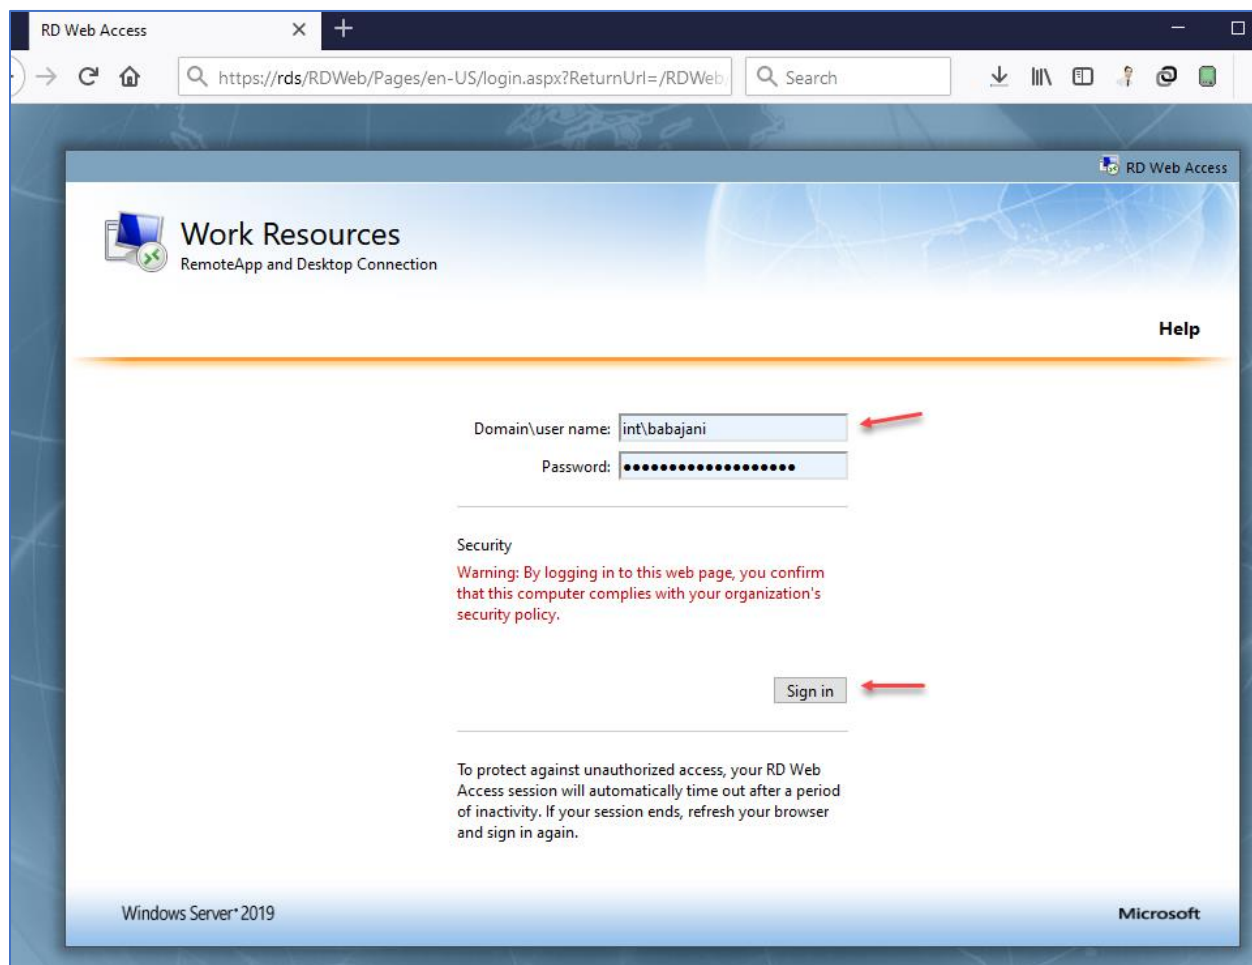 RD Web Access
https://rds/RDWeb/Pages/en-US/login.aspx?ReturnUrl=/RDWeb/
Search
RD Web Access
Work Resources
RemoteApp and Desktop Connection
Help
Domain\user name: int\babajani
Password: •••••••••••••••••••
Security
Warning: By logging in to this web page, you confirm
that this computer complies with your organization's
security policy.
Sign in
To protect against unauthorized access, your RD Web
Access session will automatically time out after a period
of inactivity. If your session ends, refresh your browser
and sign in again.
Windows Server® 2019
Microsoft